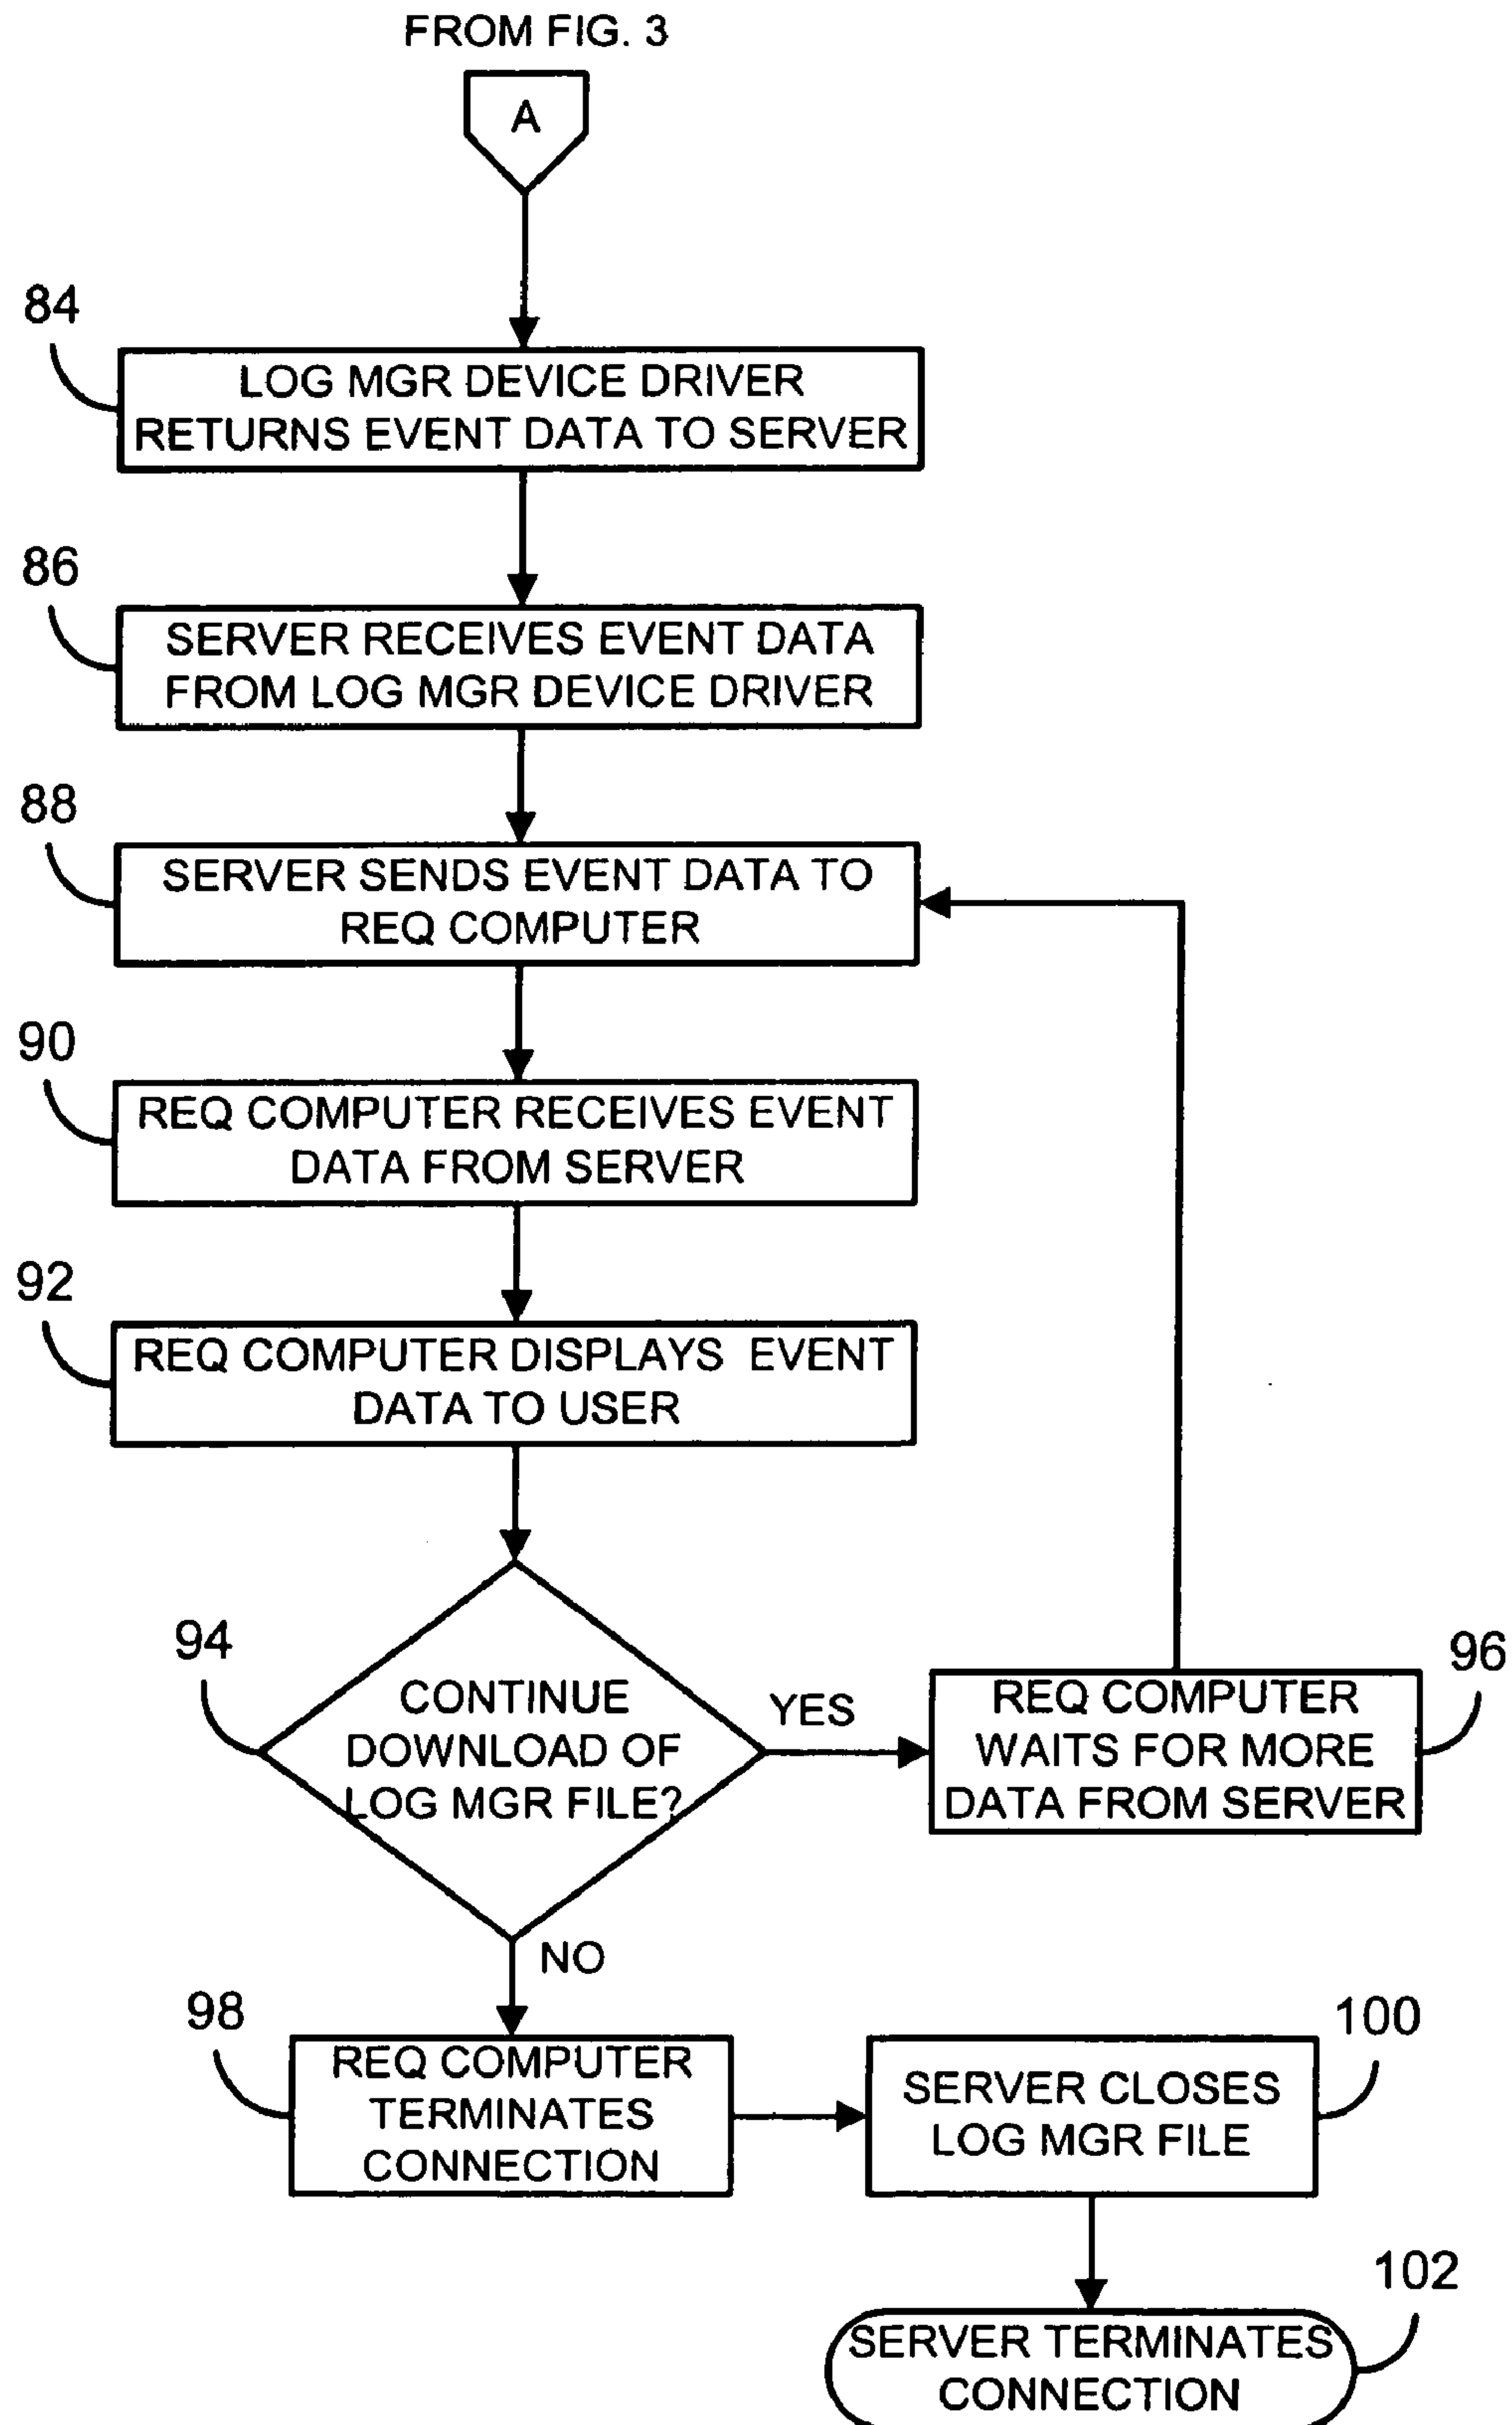 FROM FIG. 3
A
84
LOG MGR DEVICE DRIVER
RETURNS EVENT DATA TO SERVER
86
SERVER RECEIVES EVENT DATA
FROM LOG MGR DEVICE DRIVER
88
SERVER SENDS EVENT DATA TO
REQ COMPUTER
90
REQ COMPUTER RECEIVES EVENT
DATA FROM SERVER
92
REQ COMPUTER DISPLAYS EVENT
DATA TO USER
94
CONTINUE
DOWNLOAD OF
LOG MGR FILE?
YES
96
REQ COMPUTER
WAITS FOR MORE
DATA FROM SERVER
NO
98
REQ COMPUTER
TERMINATES
CONNECTION
100
SERVER CLOSES
LOG MGR FILE
102
SERVER TERMINATES
CONNECTION